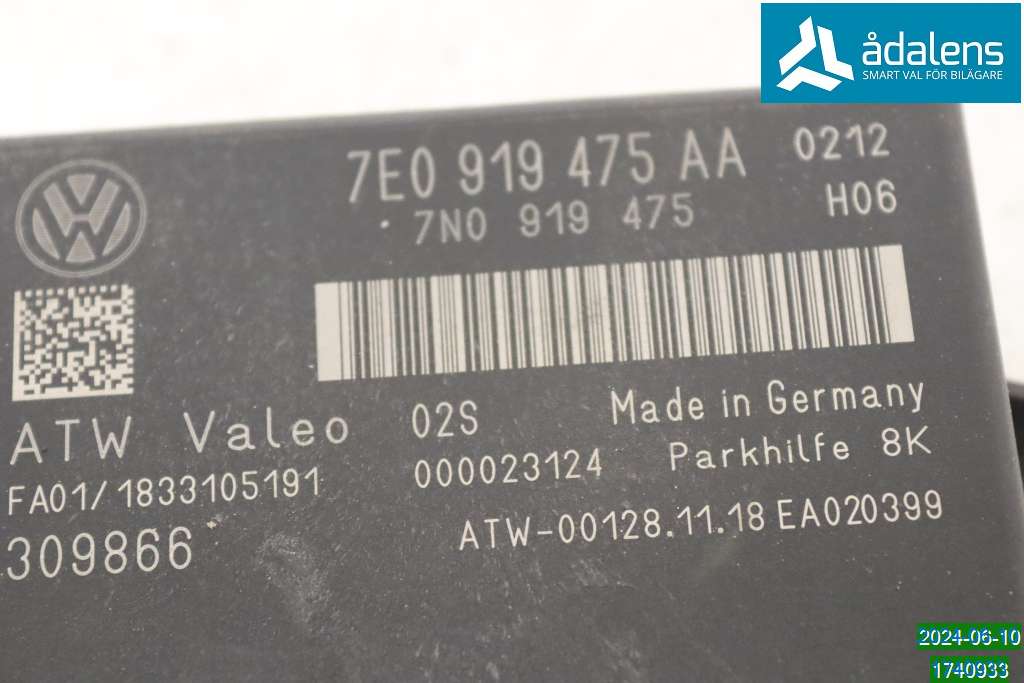 ådalens
SMART VAL FÖR BILÄGARE
7E0 919 475 AA 0212
7N0 919 475 H06
ATW Valeo 02S Made in Germany
FA01/1833105191 000023124 Parkhilfe 8K
309866 ATW-00128.11.18 EA020399
2024-06-10
1740933